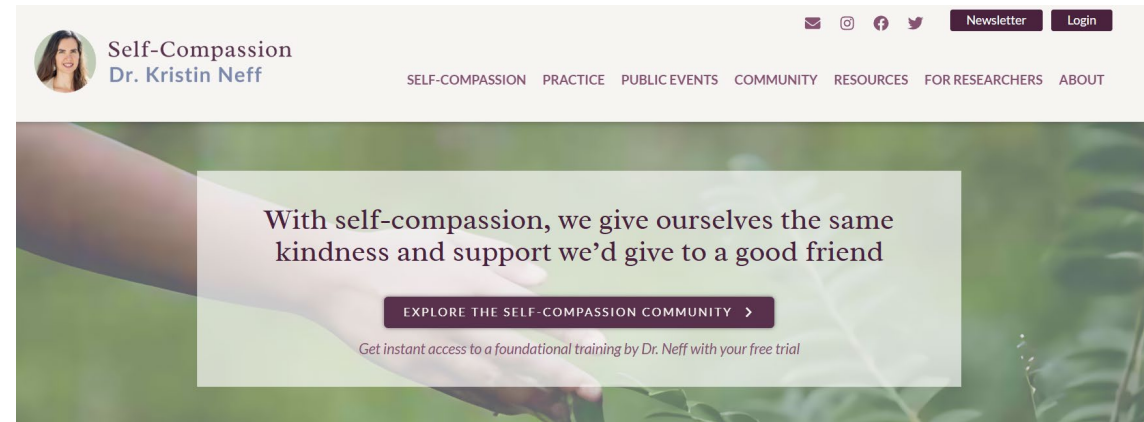 Newsletter Login
Self-Compassion
Dr. Kristin Neff
SELF-COMPASSION PRACTICE PUBLIC EVENTS COMMUNITY RESOURCES FOR RESEARCHERS ABOUT
With self-compassion, we give ourselves the same
kindness and support we’d give to a good friend
EXPLORE THE SELF-COMPASSION COMMUNITY
Get instant access to a foundational training by Dr. Neff with your free trial